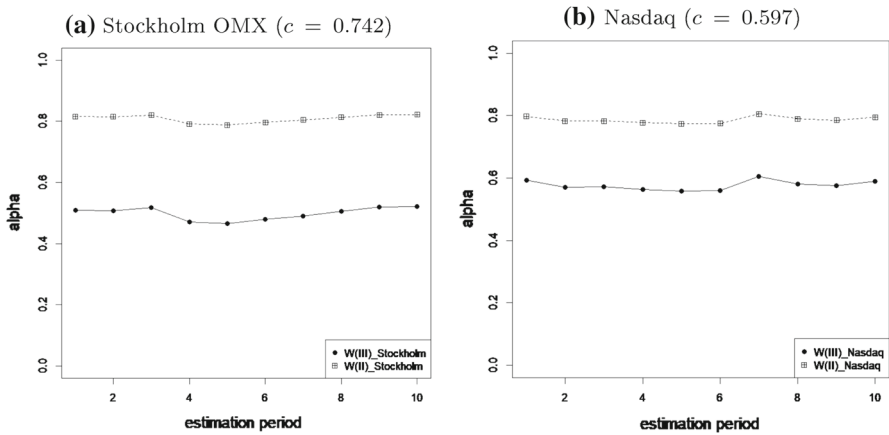 (a) Stockholm OMX (c = 0.742)
1.0
0.8
0.6
0.4
0.2
0.0
alpha
2 4 6 8 10
estimation period
W(III)_Stockholm
W(II)_Stockholm
(b) Nasdaq (c = 0.597)
1.0
0.8
0.6
0.4
0.2
0.0
alpha
2 4 6 8 10
estimation period
W(III)_Nasdaq
W(II)_Nasdaq